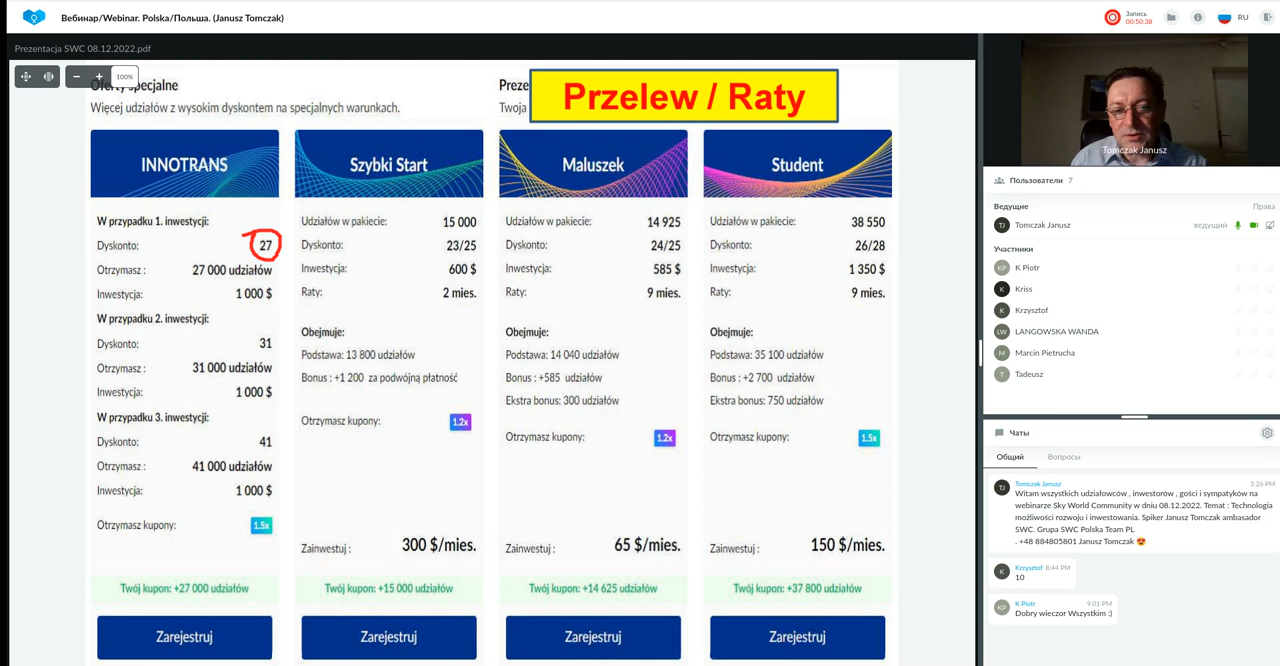 Вебинар/Webinar. Polska/Польша. (Janusz Tomczak)
Запись
00:50:38
RU
Prezentacja SWC 08.12.2022.pdf
100%
Oferty specjalne
Więcej udziałów z wysokim dyskontem na specjalnych warunkach.
Preze
Twoja
Przelew / Raty
INNOTRANS
W przypadku 1. inwestycji:
Dyskonto: 27
Otrzymasz : 27 000 udziałów
Inwestycja: 1 000 $
W przypadku 2. inwestycji:
Dyskonto: 31
Otrzymasz : 31 000 udziałów
Inwestycja: 1 000 $
W przypadku 3. inwestycji:
Dyskonto: 41
Otrzymasz : 41 000 udziałów
Inwestycja: 1 000 $
Otrzymasz kupony: 1.5x
Twój kupon: +27 000 udziałów
Zarejestruj
Szybki Start
Udziałów w pakiecie: 15 000
Dyskonto: 23/25
Inwestycja: 600 $
Raty: 2 mies.
Obejmuje:
Podstawa: 13 800 udziałów
Bonus : +1 200 za podwójną płatność
Otrzymasz kupony: 1.2x
Zainwestuj : 300 $/mies.
Twój kupon: +15 000 udziałów
Zarejestruj
Maluszek
Udziałów w pakiecie: 14 925
Dyskonto: 24/25
Inwestycja: 585 $
Raty: 9 mies.
Obejmuje:
Podstawa: 14 040 udziałów
Bonus : +585 udziałów
Ekstra bonus: 300 udziałów
Otrzymasz kupony: 1.2x
Zainwestuj : 65 $/mies.
Twój kupon: +14 625 udziałów
Zarejestruj
Student
Udziałów w pakiecie: 38 550
Dyskonto: 26/28
Inwestycja: 1 350 $
Raty: 9 mies.
Obejmuje:
Podstawa: 35 100 udziałów
Bonus : +2 700 udziałów
Ekstra bonus: 750 udziałów
Otrzymasz kupony: 1.5x
Zainwestuj : 150 $/mies.
Twój kupon: +37 800 udziałów
Zarejestruj
Tomczak Janusz
Пользователи 7
Ведущие Права
TJ Tomczak Janusz ведущий
Участники
KP K Piotr
K Kriss
K Krzysztof
LW LANGOWSKA WANDA
M Marcin Pietrucha
T Tadeusz
Чаты
Общий Вопросы
TJ Tomczak Janusz 3:26 PM
Witam wszystkich udziałowców , inwestorów , gości i sympatyków na
webinarze Sky World Community w dniu 08.12.2022. Temat : Technologia
możliwości rozwoju i inwestowania. Spiker Janusz Tomczak ambasador
SWC. Grupa SWC Polska Team PL
. +48 884805801 Janusz Tomczak 😍
K Krzysztof 8:44 PM
10
KP K Piotr 9:01 PM
Dobry wieczor Wszystkim :)